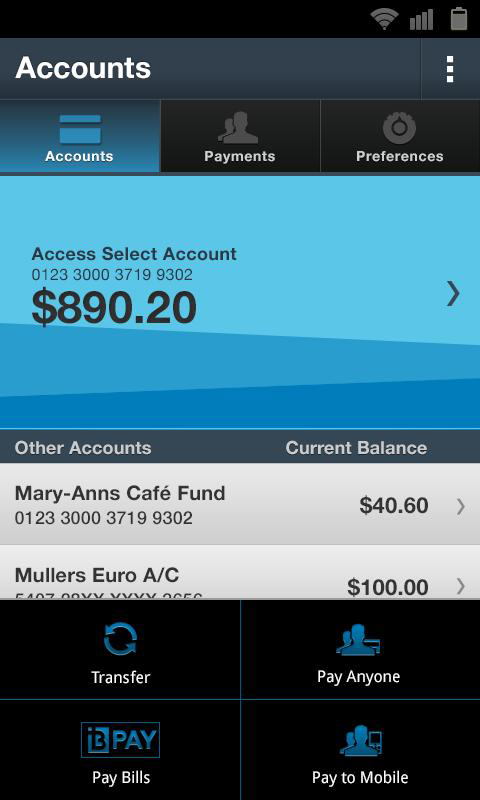 Accounts
Accounts
Payments
Preferences
Access Select Account
0123 3000 3719 9302
$890.20
Other Accounts Current Balance
Mary-Anns Café Fund
$40.60
0123 3000 3719 9302
Mullers Euro A/C
$100.00
Transfer
Pay Anyone
BPAY
Pay Bills
Pay to Mobile